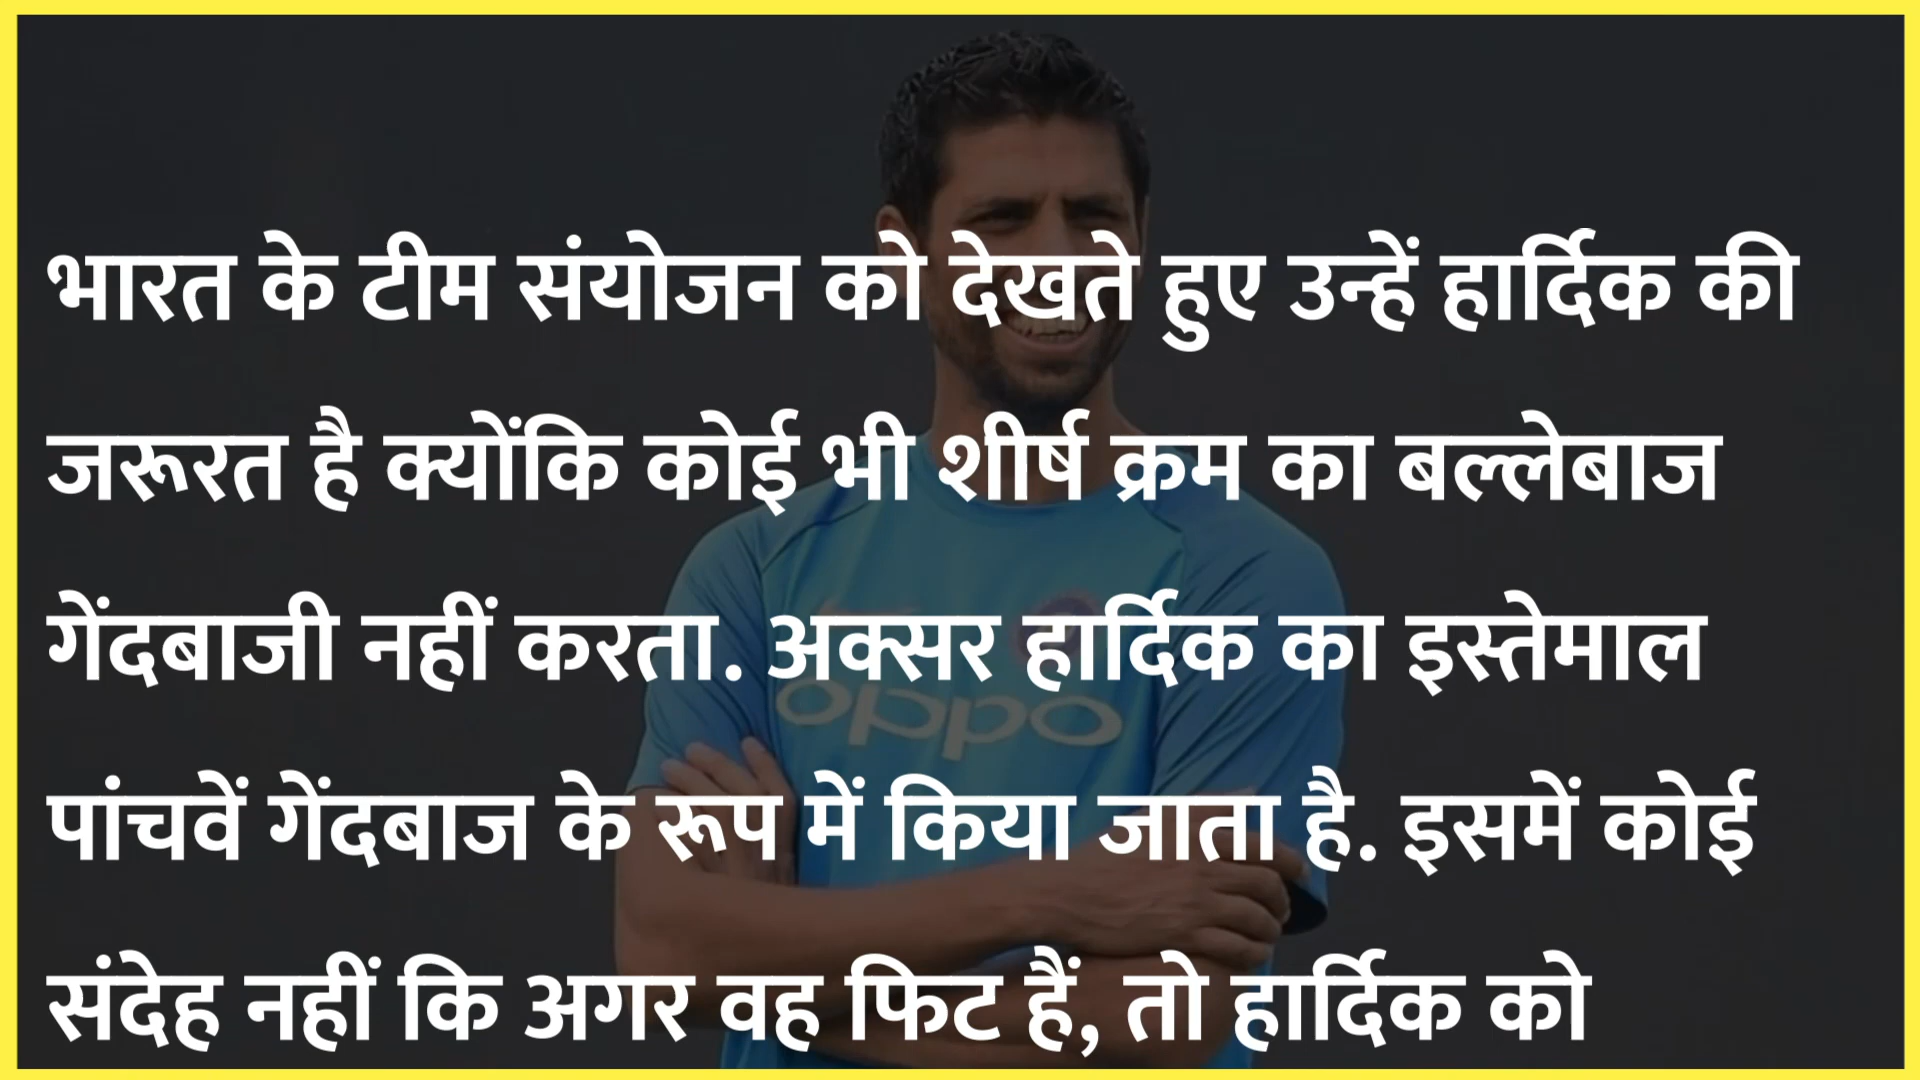 भारत के टीम संयोजन को देखते हुए उन्हें हार्दिक की
जरूरत है क्योंकि कोई भी शीर्ष क्रम का बल्लेबाज
गेंदबाजी नहीं करता. अक्सर हार्दिक का इस्तेमाल
oppo
पांचवें गेंदबाज के रूप में किया जाता है. इसमें कोई
संदेह नहीं कि अगर वह फिट हैं, तो हार्दिक को